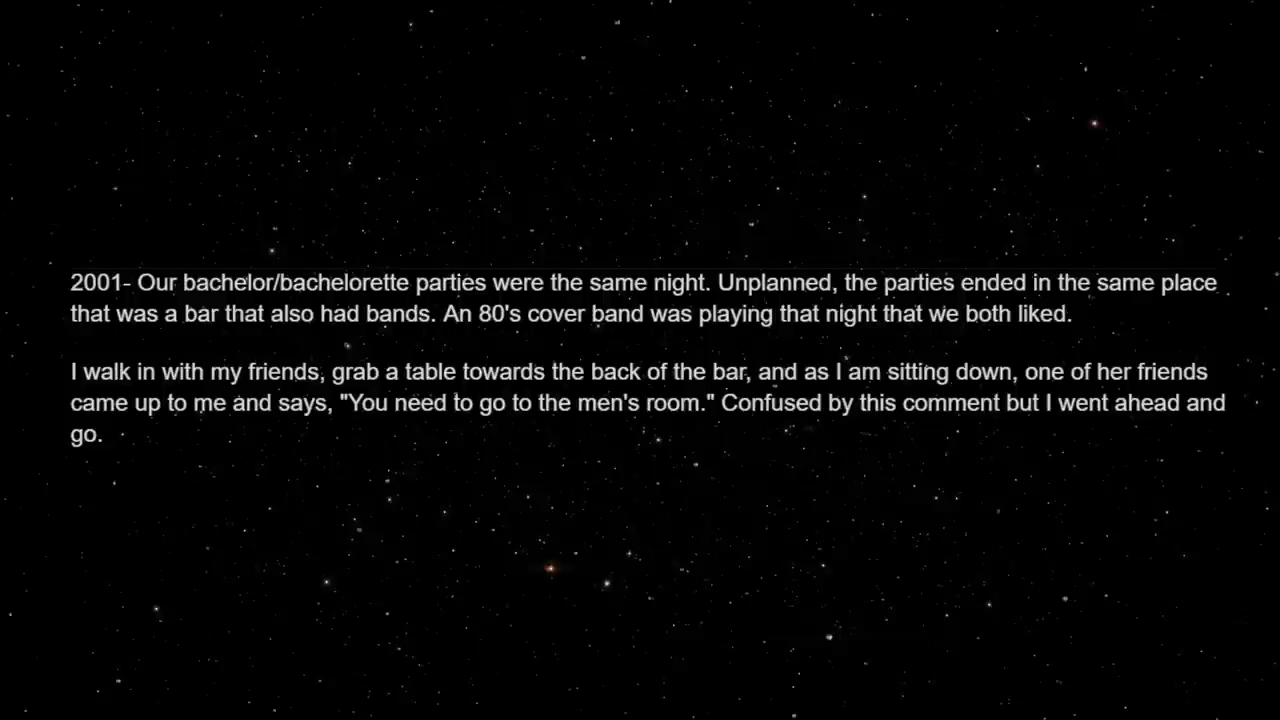 2001- Our bachelor/bachelorette parties were the same night. Unplanned, the parties ended in the same place
that was a bar that also had bands. An 80's cover band was playing that night that we both liked.
I walk in with my friends, grab a table towards the back of the bar, and as I am sitting down, one of her friends
came up to me and says, "You need to go to the men's room." Confused by this comment but I went ahead and
go.